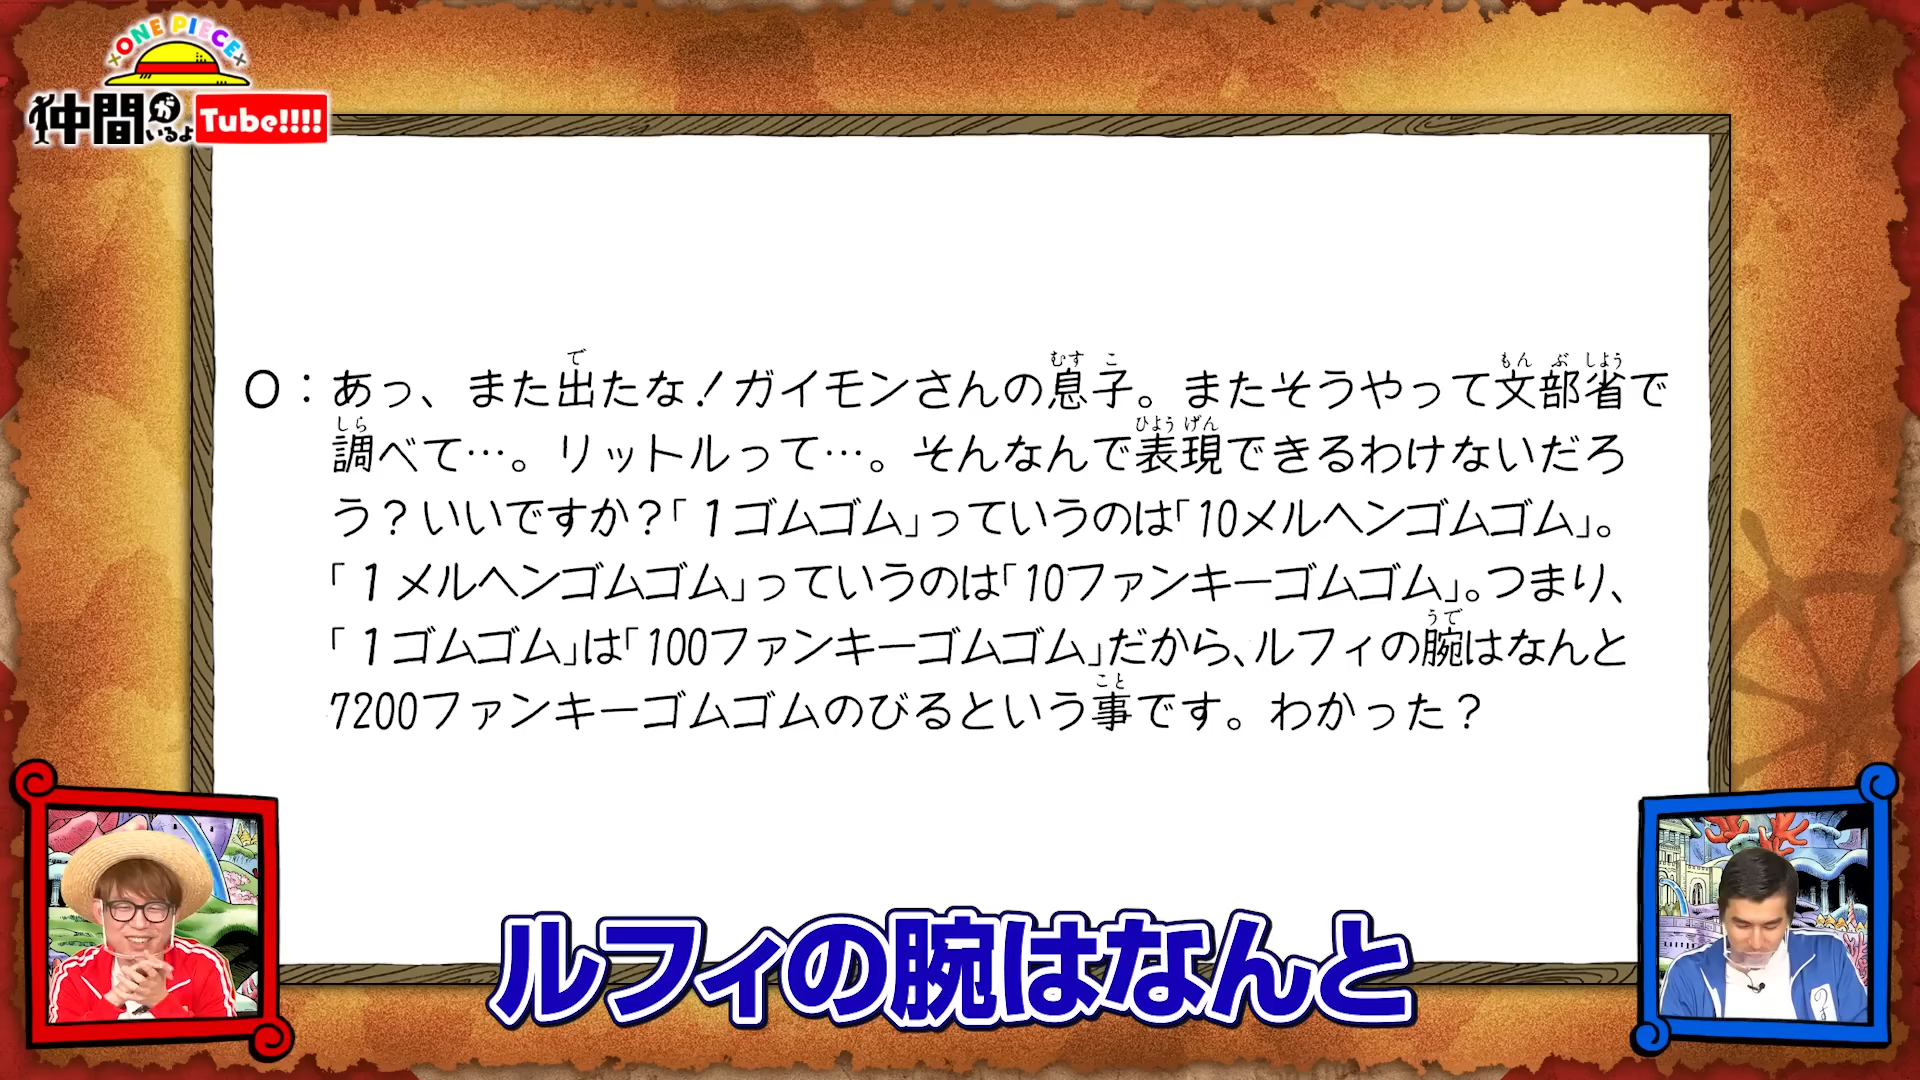 ONE PIECE
仲間がいるよTube!!!!
O：あっ、また出たな！ガイモンさんの息子。またそうやって文部省で
調べて…。リットルって…。そんなんで表現できるわけないだろ
う？いいですか？「１ゴムゴム」っていうのは「10メルヘンゴムゴム」。
「１メルヘンゴムゴム」っていうのは「10ファンキーゴムゴム」。つまり、
「１ゴムゴム」は「100ファンキーゴムゴム」だから、ルフィの腕はなんと
7200ファンキーゴムゴムのびるという事です。わかった？
ルフィの腕はなんと